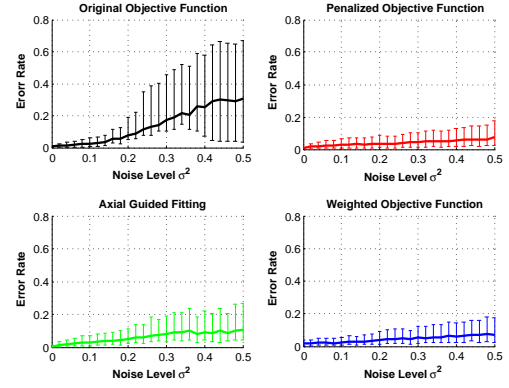 Original Objective Function
Penalized Objective Function
0.8
0.6
0.4
0.2
0
Erorr Rate
0 0.1 0.2 0.3 0.4 0.5
Noise Level σ²
0.8
0.6
0.4
0.2
0
Error Rate
0 0.1 0.2 0.3 0.4 0.5
Noise Level σ²
Axial Guided Fitting
Weighted Objective Function
0.8
0.6
0.4
0.2
0
Error Rate
0 0.1 0.2 0.3 0.4 0.5
Noise Level σ²
0.8
0.6
0.4
0.2
0
Error Rate
0 0.1 0.2 0.3 0.4 0.5
Noise Level σ²